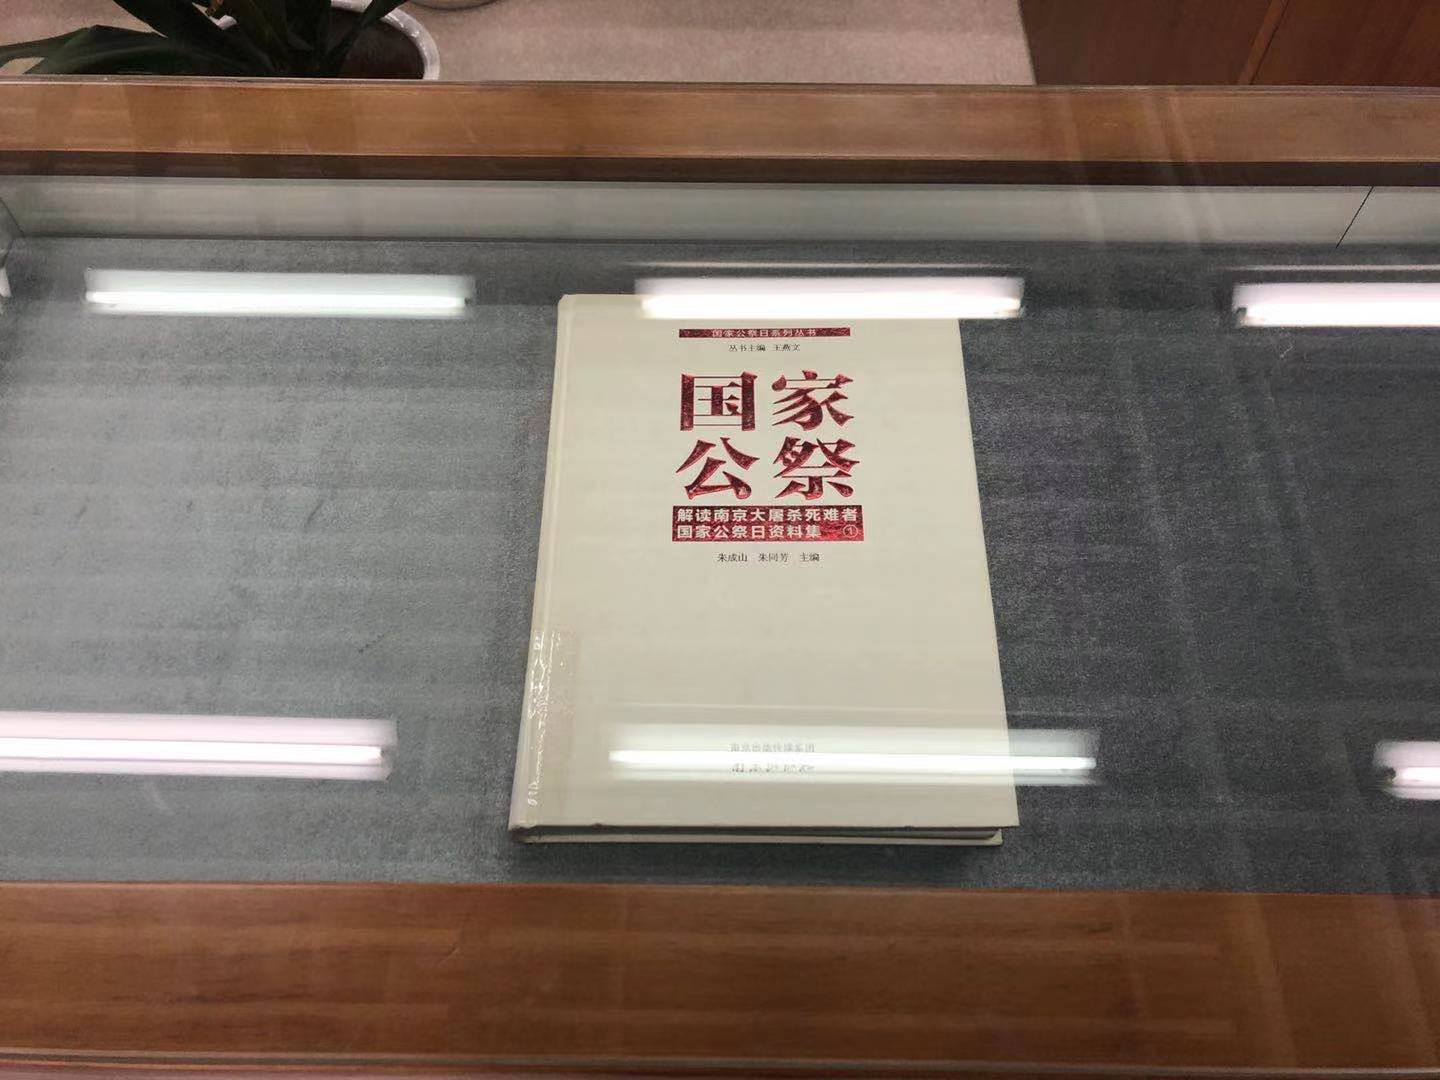 国家公祭日系列丛书
丛书主编 王燕文
国家
公祭
解读南京大屠杀死难者
国家公祭日资料集 ①
朱成山 朱同芳 主编
南京出版传媒集团